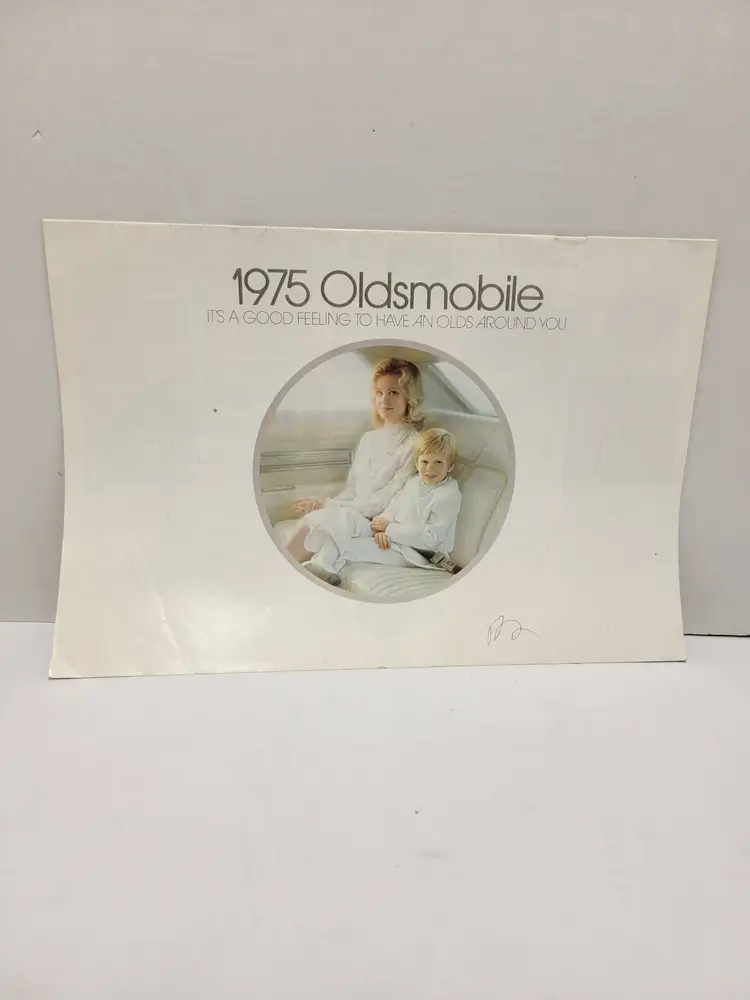 1975 Oldsmobile
IT'S A GOOD FEELING TO HAVE AN OLDS AROUND YOU